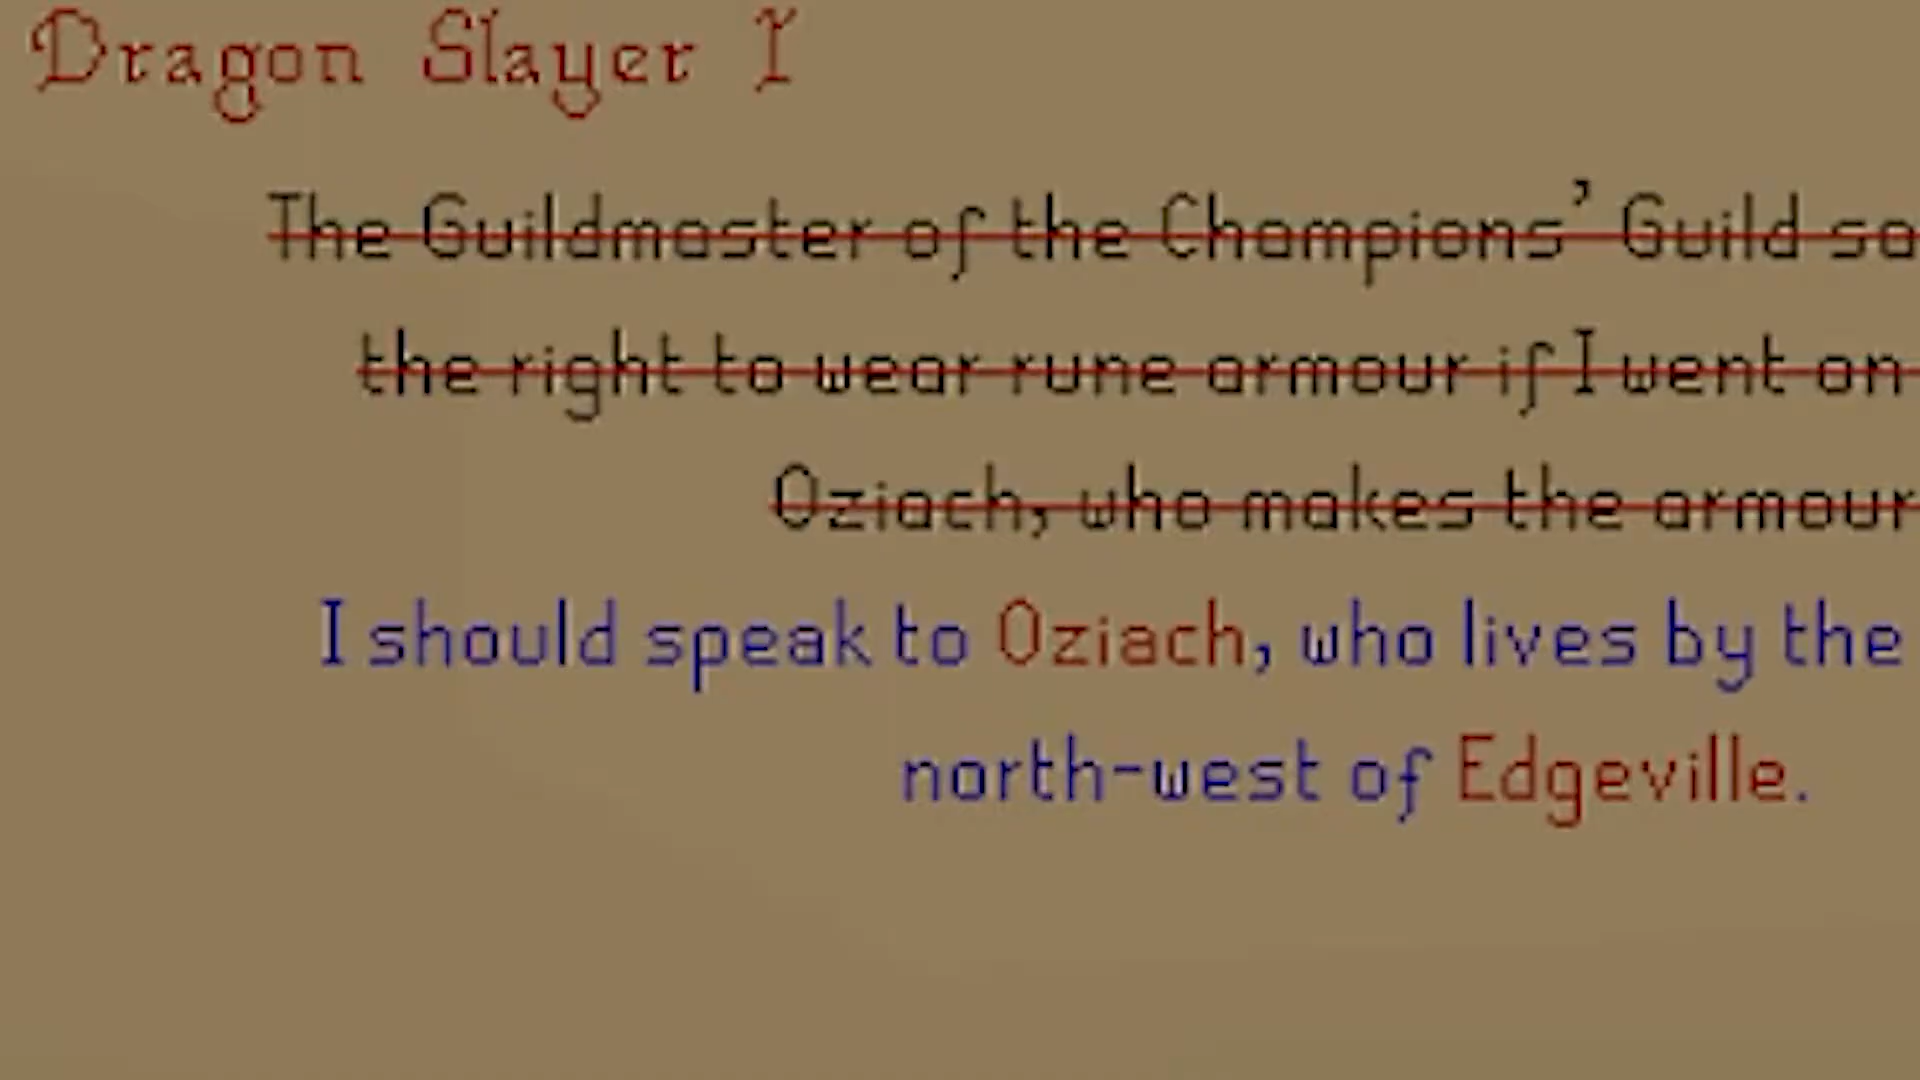 Dragon Slayer I
The Guildmaster of the Champions' Guild sa
the right to wear rune armour if I went on
Oziach, who makes the armour
I should speak to Oziach, who lives by the
north-west of Edgeville.